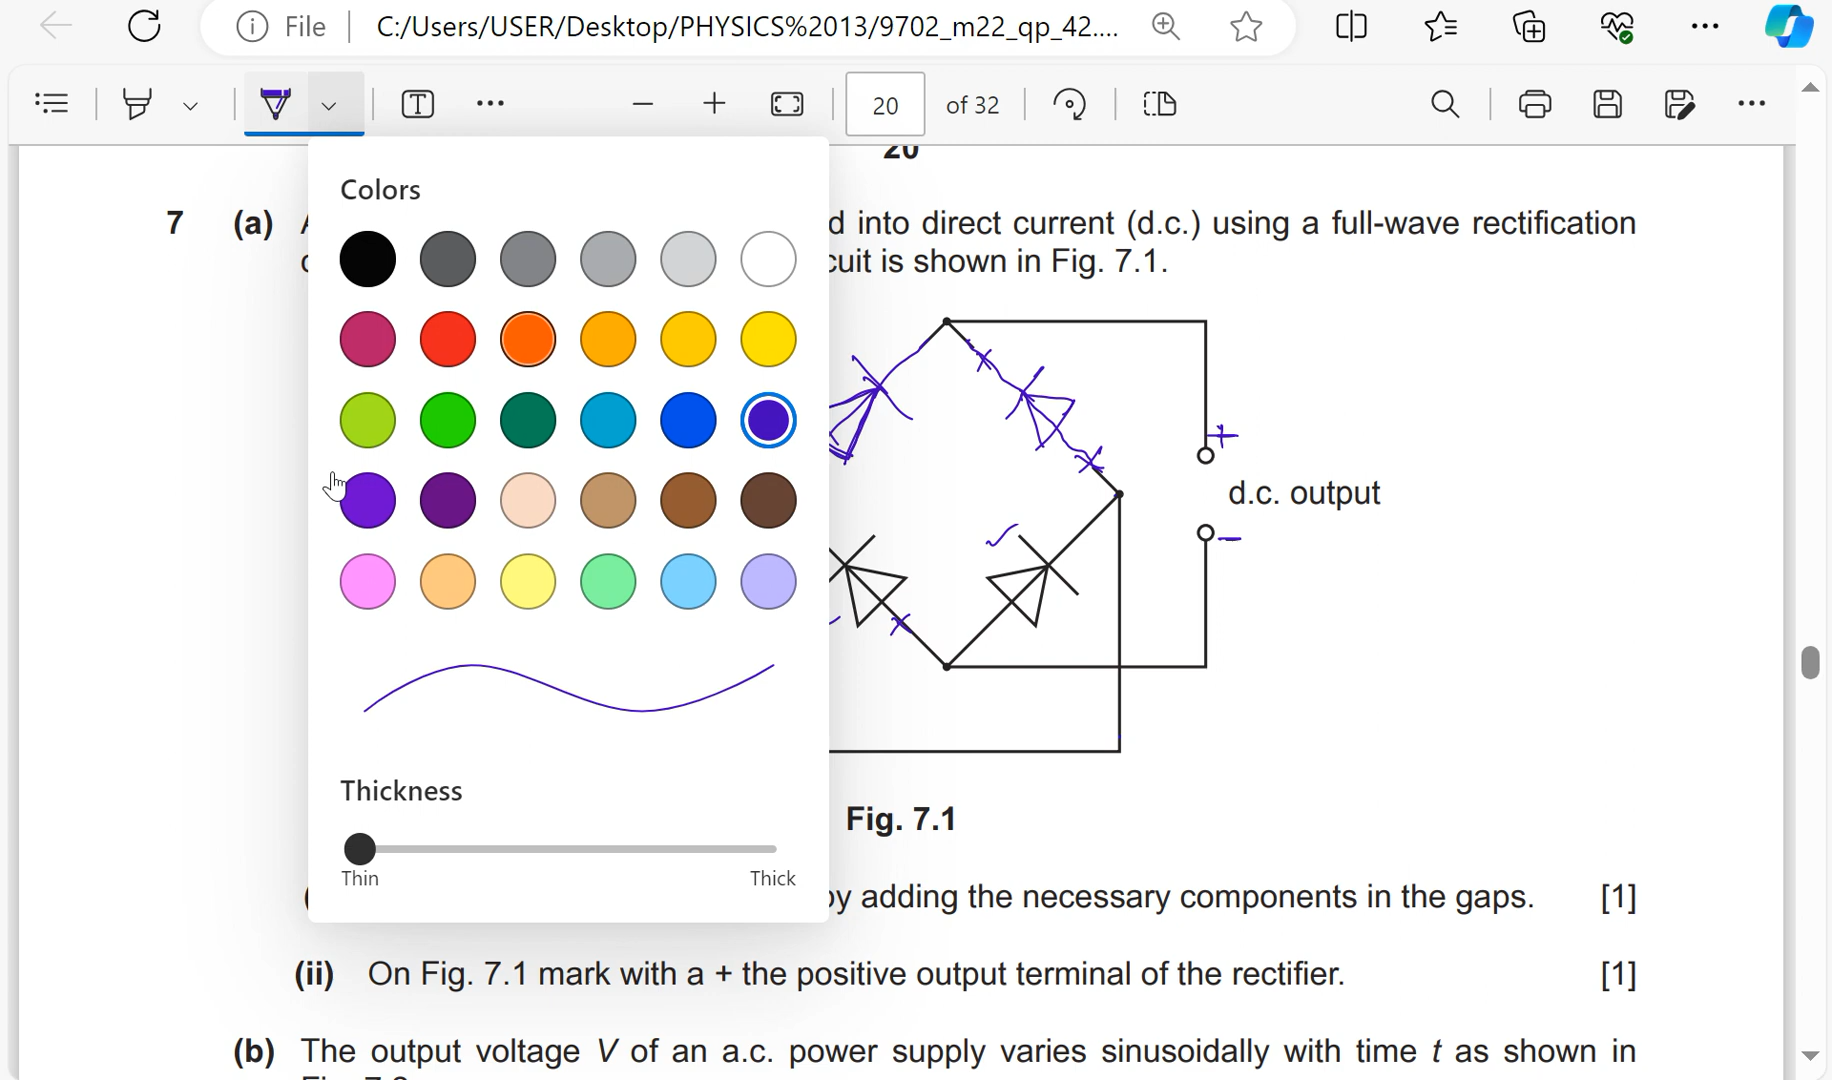 File
C:/Users/USER/Desktop/PHYSICS%2013/9702_m22_qp_42....
20 of 32
20
Colors
7 (a) d into direct current (d.c.) using a full-wave rectification
cuit is shown in Fig. 7.1.
+
d.c. output
–
Thickness
Thin Thick
Fig. 7.1
by adding the necessary components in the gaps. [1]
(ii) On Fig. 7.1 mark with a + the positive output terminal of the rectifier. [1]
(b) The output voltage V of an a.c. power supply varies sinusoidally with time t as shown in